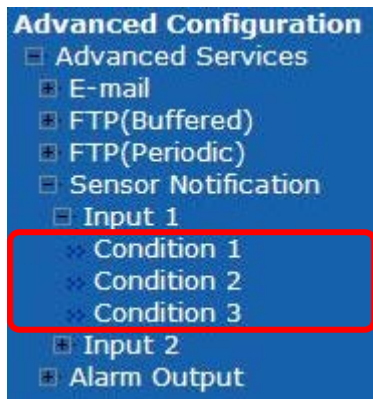 Advanced Configuration
Advanced Services
E-mail
FTP(Buffered)
FTP(Periodic)
Sensor Notification
Input 1
Condition 1
Condition 2
Condition 3
Input 2
Alarm Output